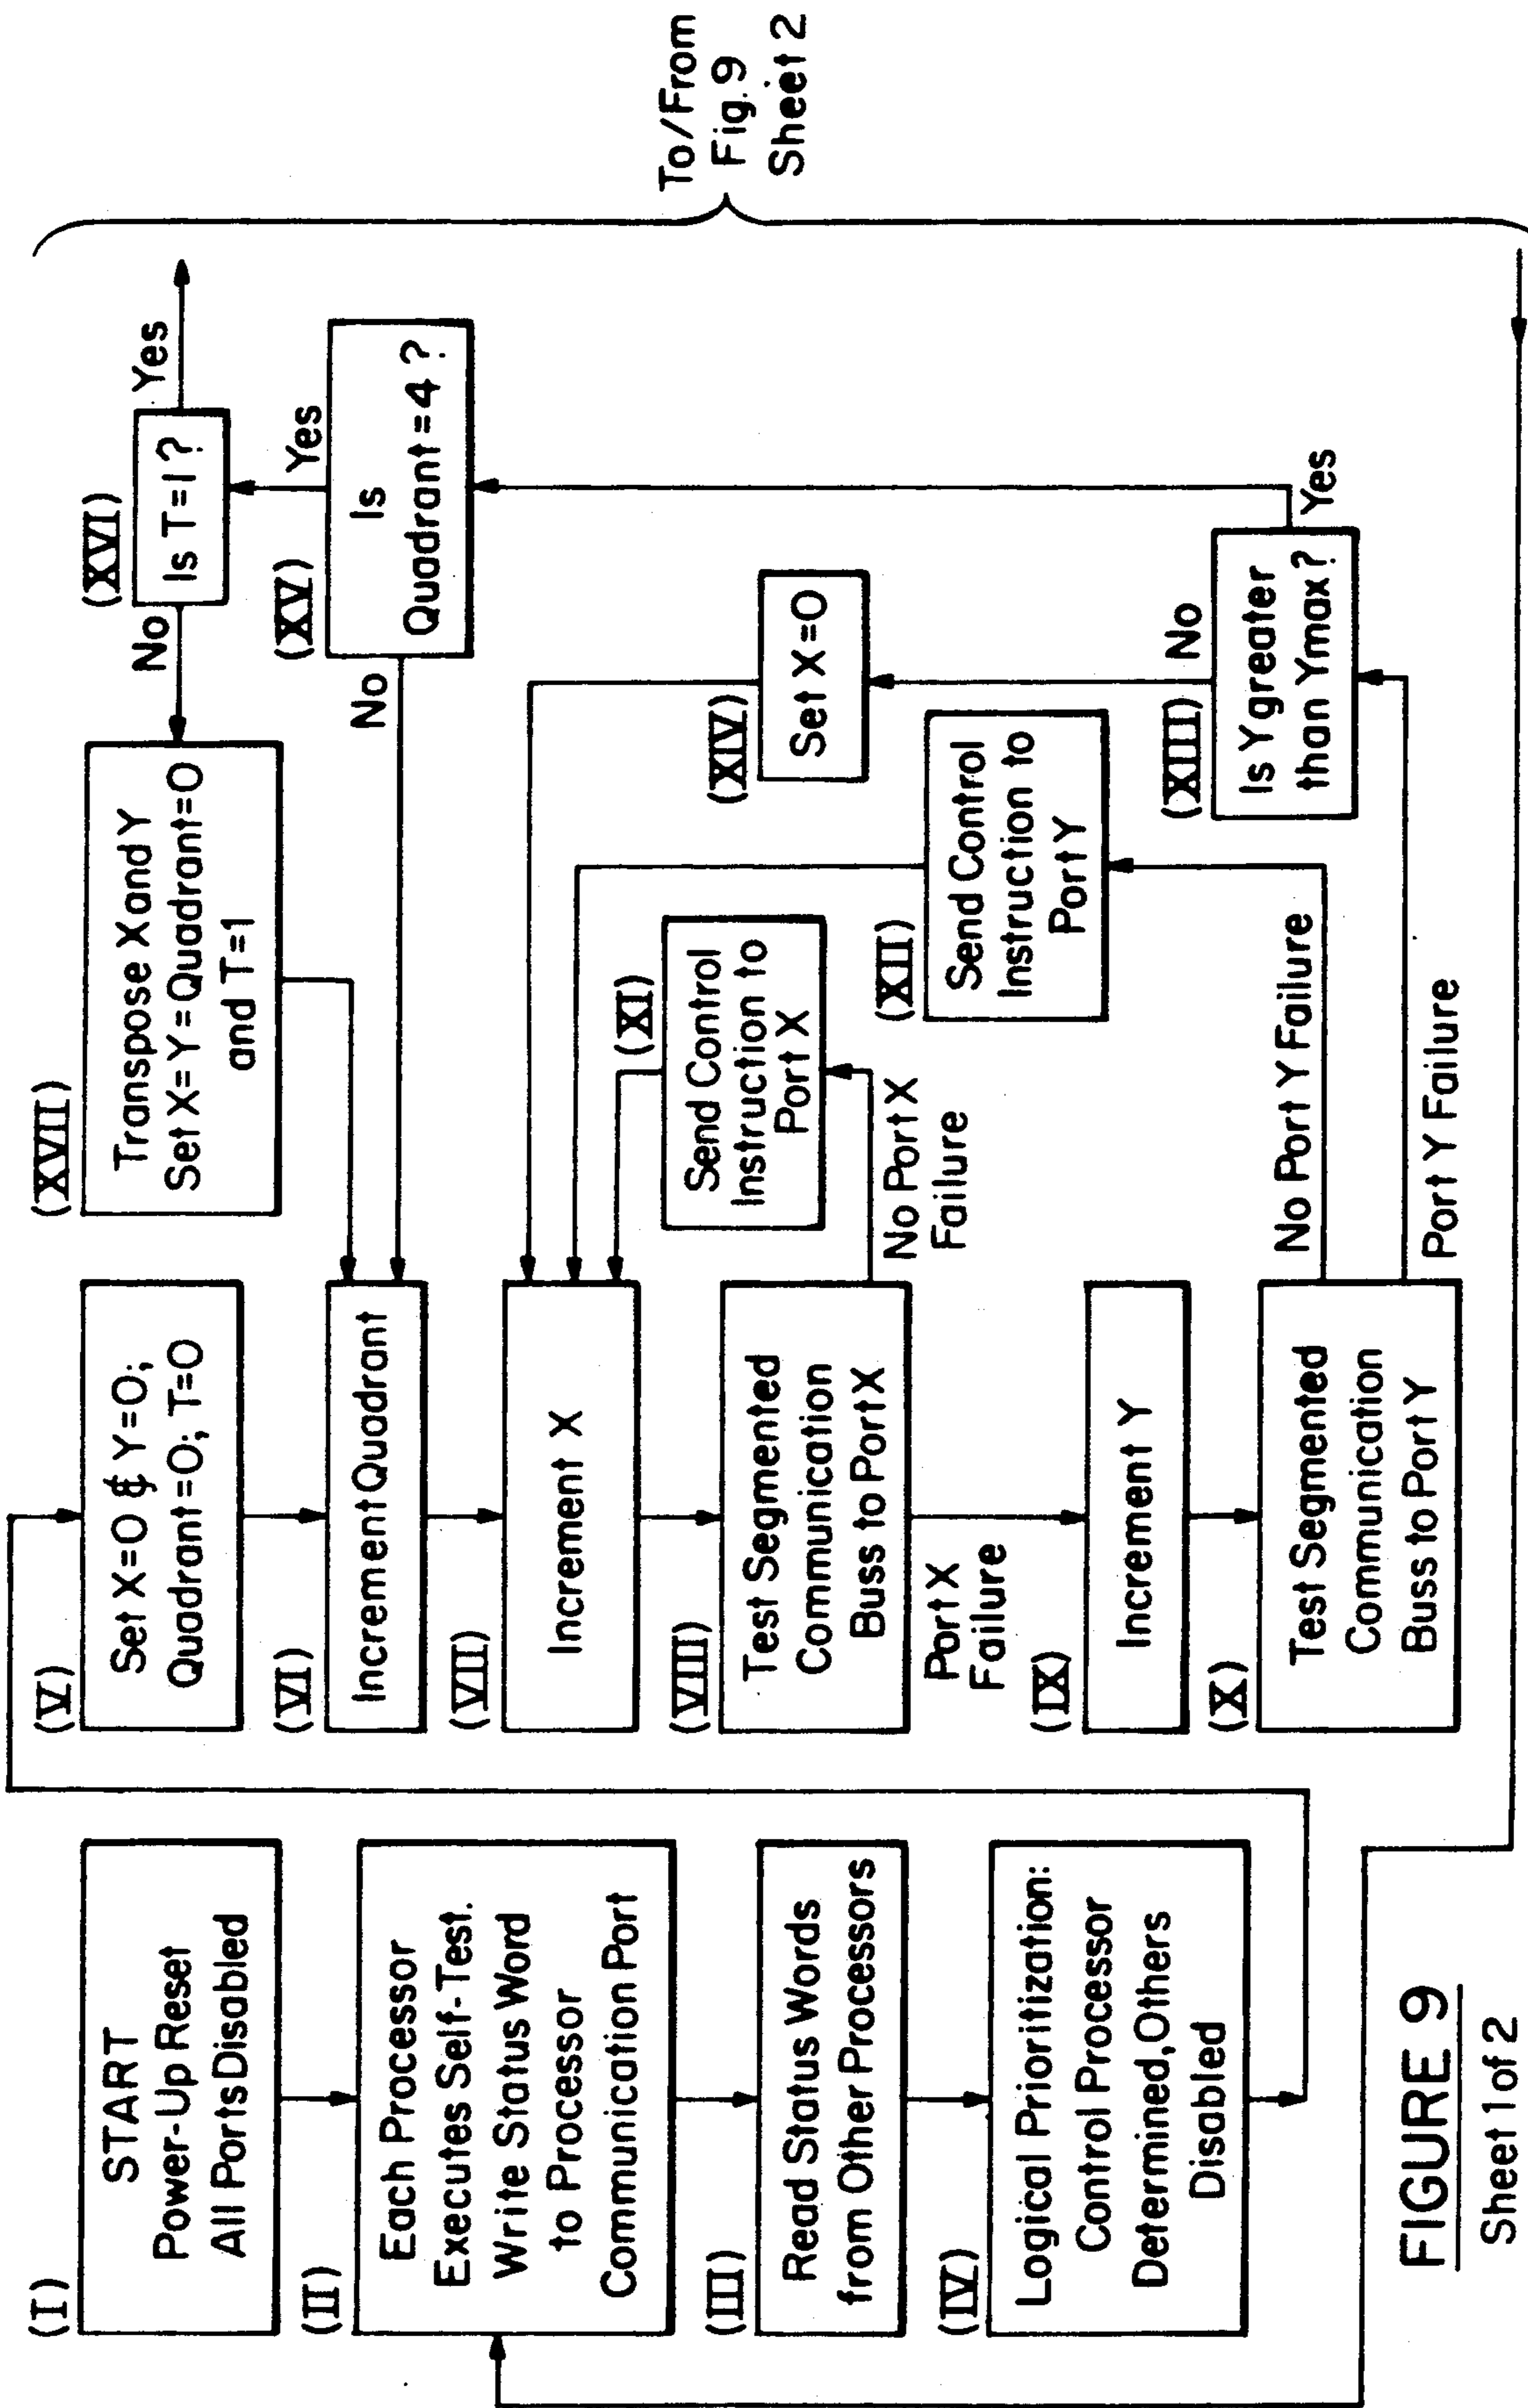 (I)
START
Power-Up Reset
All Ports Disabled
(II)
Each Processor
Executes Self-Test.
Write Status Word
to Processor
Communication Port
(III)
Read Status Words
from Other Processors
(IV)
Logical Prioritization:
Control Processor
Determined, Others
Disabled
(V)
Set X=0 & Y=0;
Quadrant=0; T=0
(VI)
Increment Quadrant
(VII)
Increment X
(VIII)
Test Segmented
Communication
Buss to Port X
Port X
Failure
No Port X
Failure
(IX)
Increment Y
(X)
Test Segmented
Communication
Buss to Port Y
No Port Y Failure
Port Y Failure
(XI)
Send Control
Instruction to
Port X
(XII)
Send Control
Instruction to
Port Y
(XIII)
Is Y greater
than Ymax?
No
Yes
(XIV)
Set X=0
(XV)
Is
Quadrant=4?
No
Yes
(XVI)
Is T=1?
No
Yes
(XVII)
Transpose X and Y
Set X=Y=Quadrant=0
and T=1
To/From
Fig. 9
Sheet 2
FIGURE 9
Sheet 1 of 2